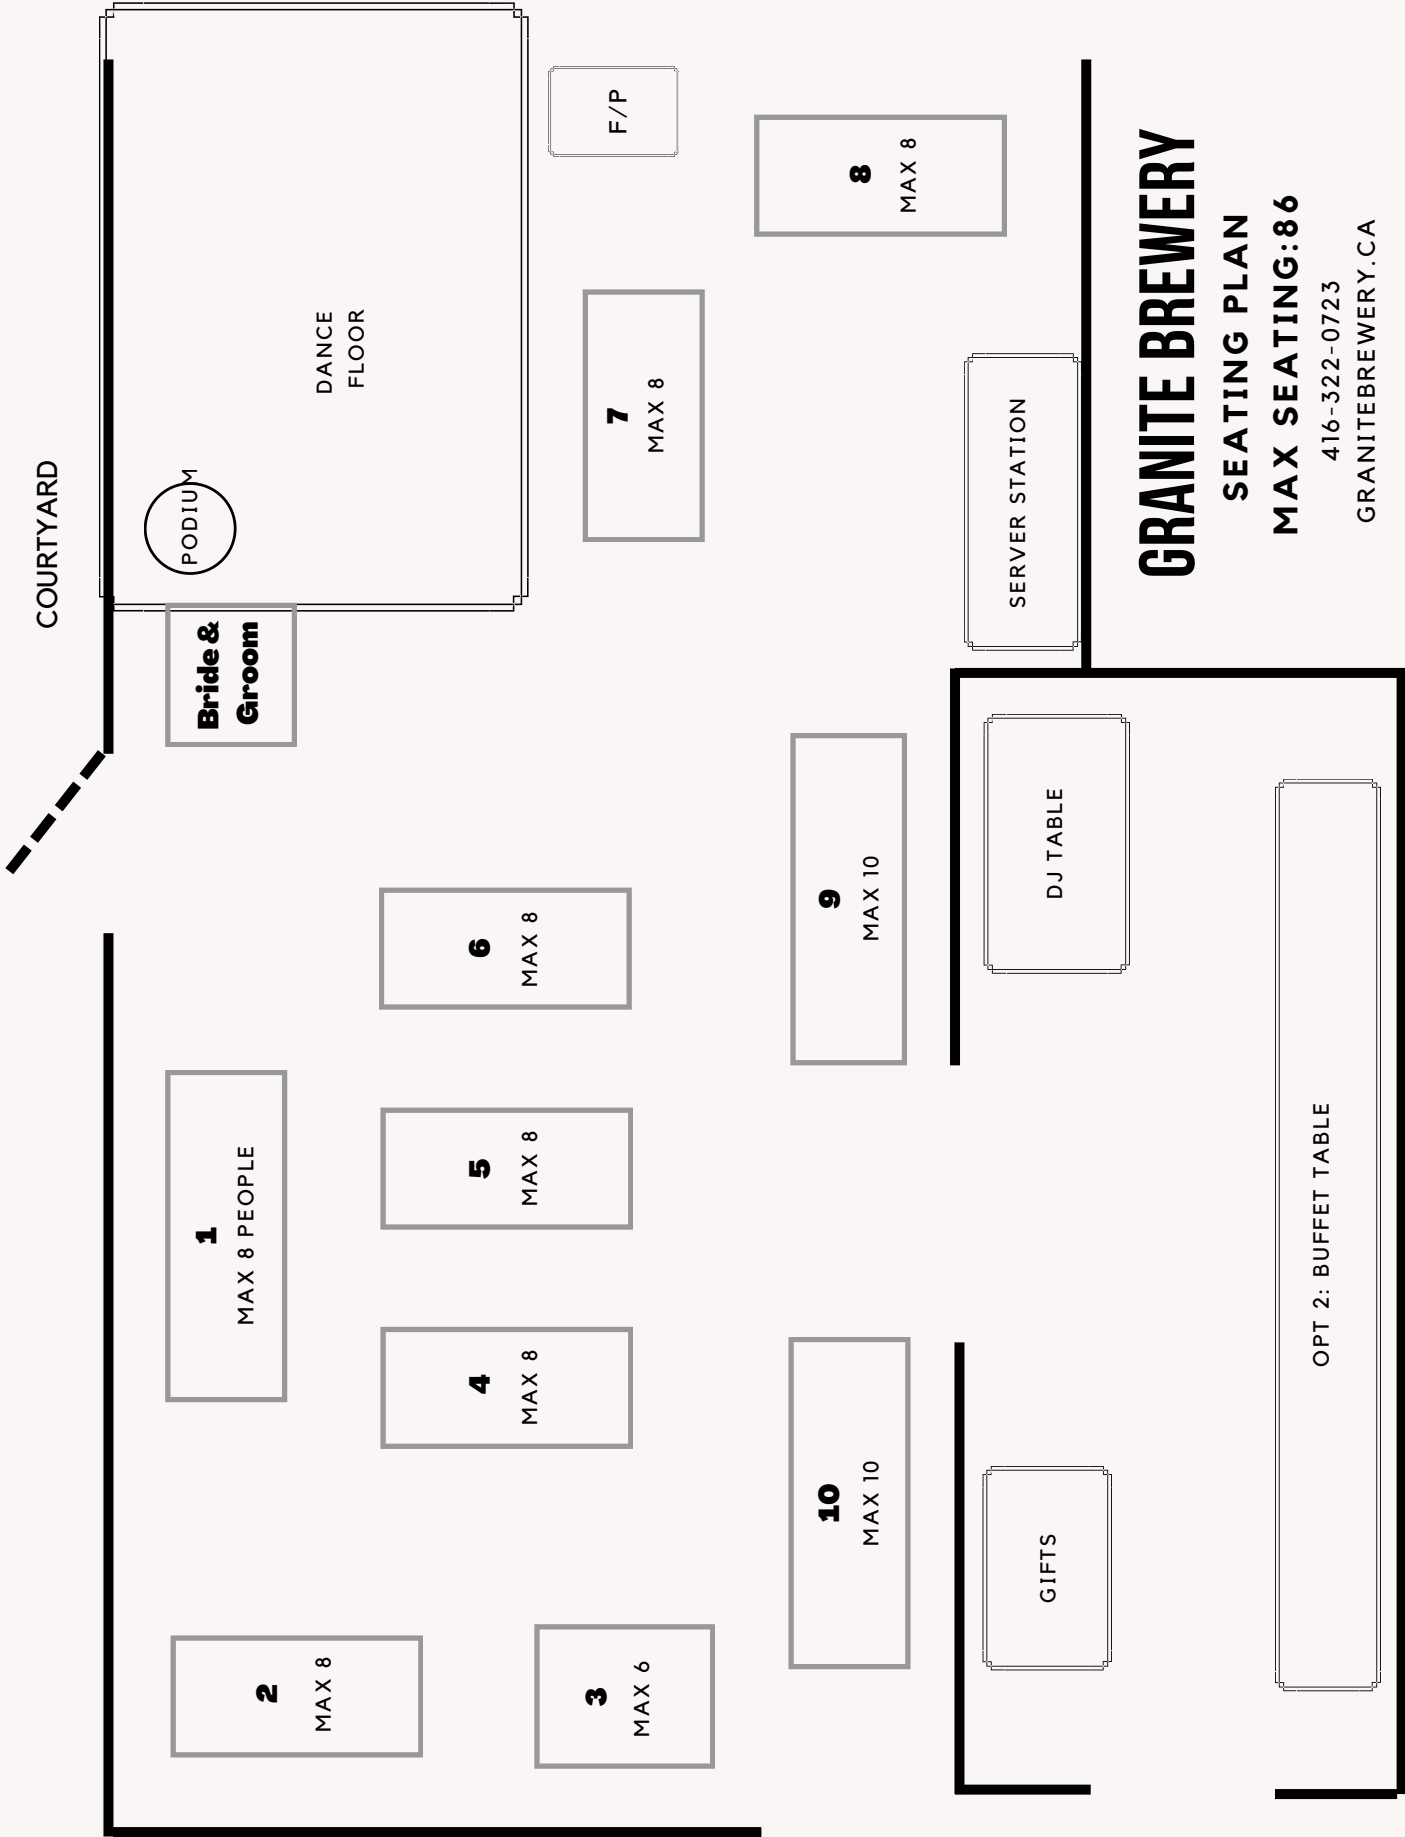 GRANITE BREWERY
SEATING PLAN
MAX SEATING:86
416-322-0723
GRANITEBREWERY.CA
COURTYARD
PODIUM
DANCE
FLOOR
F/P
Bride &
Groom
8
MAX 8
7
MAX 8
SERVER STATION
DJ TABLE
9
MAX 10
6
MAX 8
5
MAX 8
1
MAX 8 PEOPLE
4
MAX 8
OPT 2: BUFFET TABLE
10
MAX 10
GIFTS
2
MAX 8
3
MAX 6